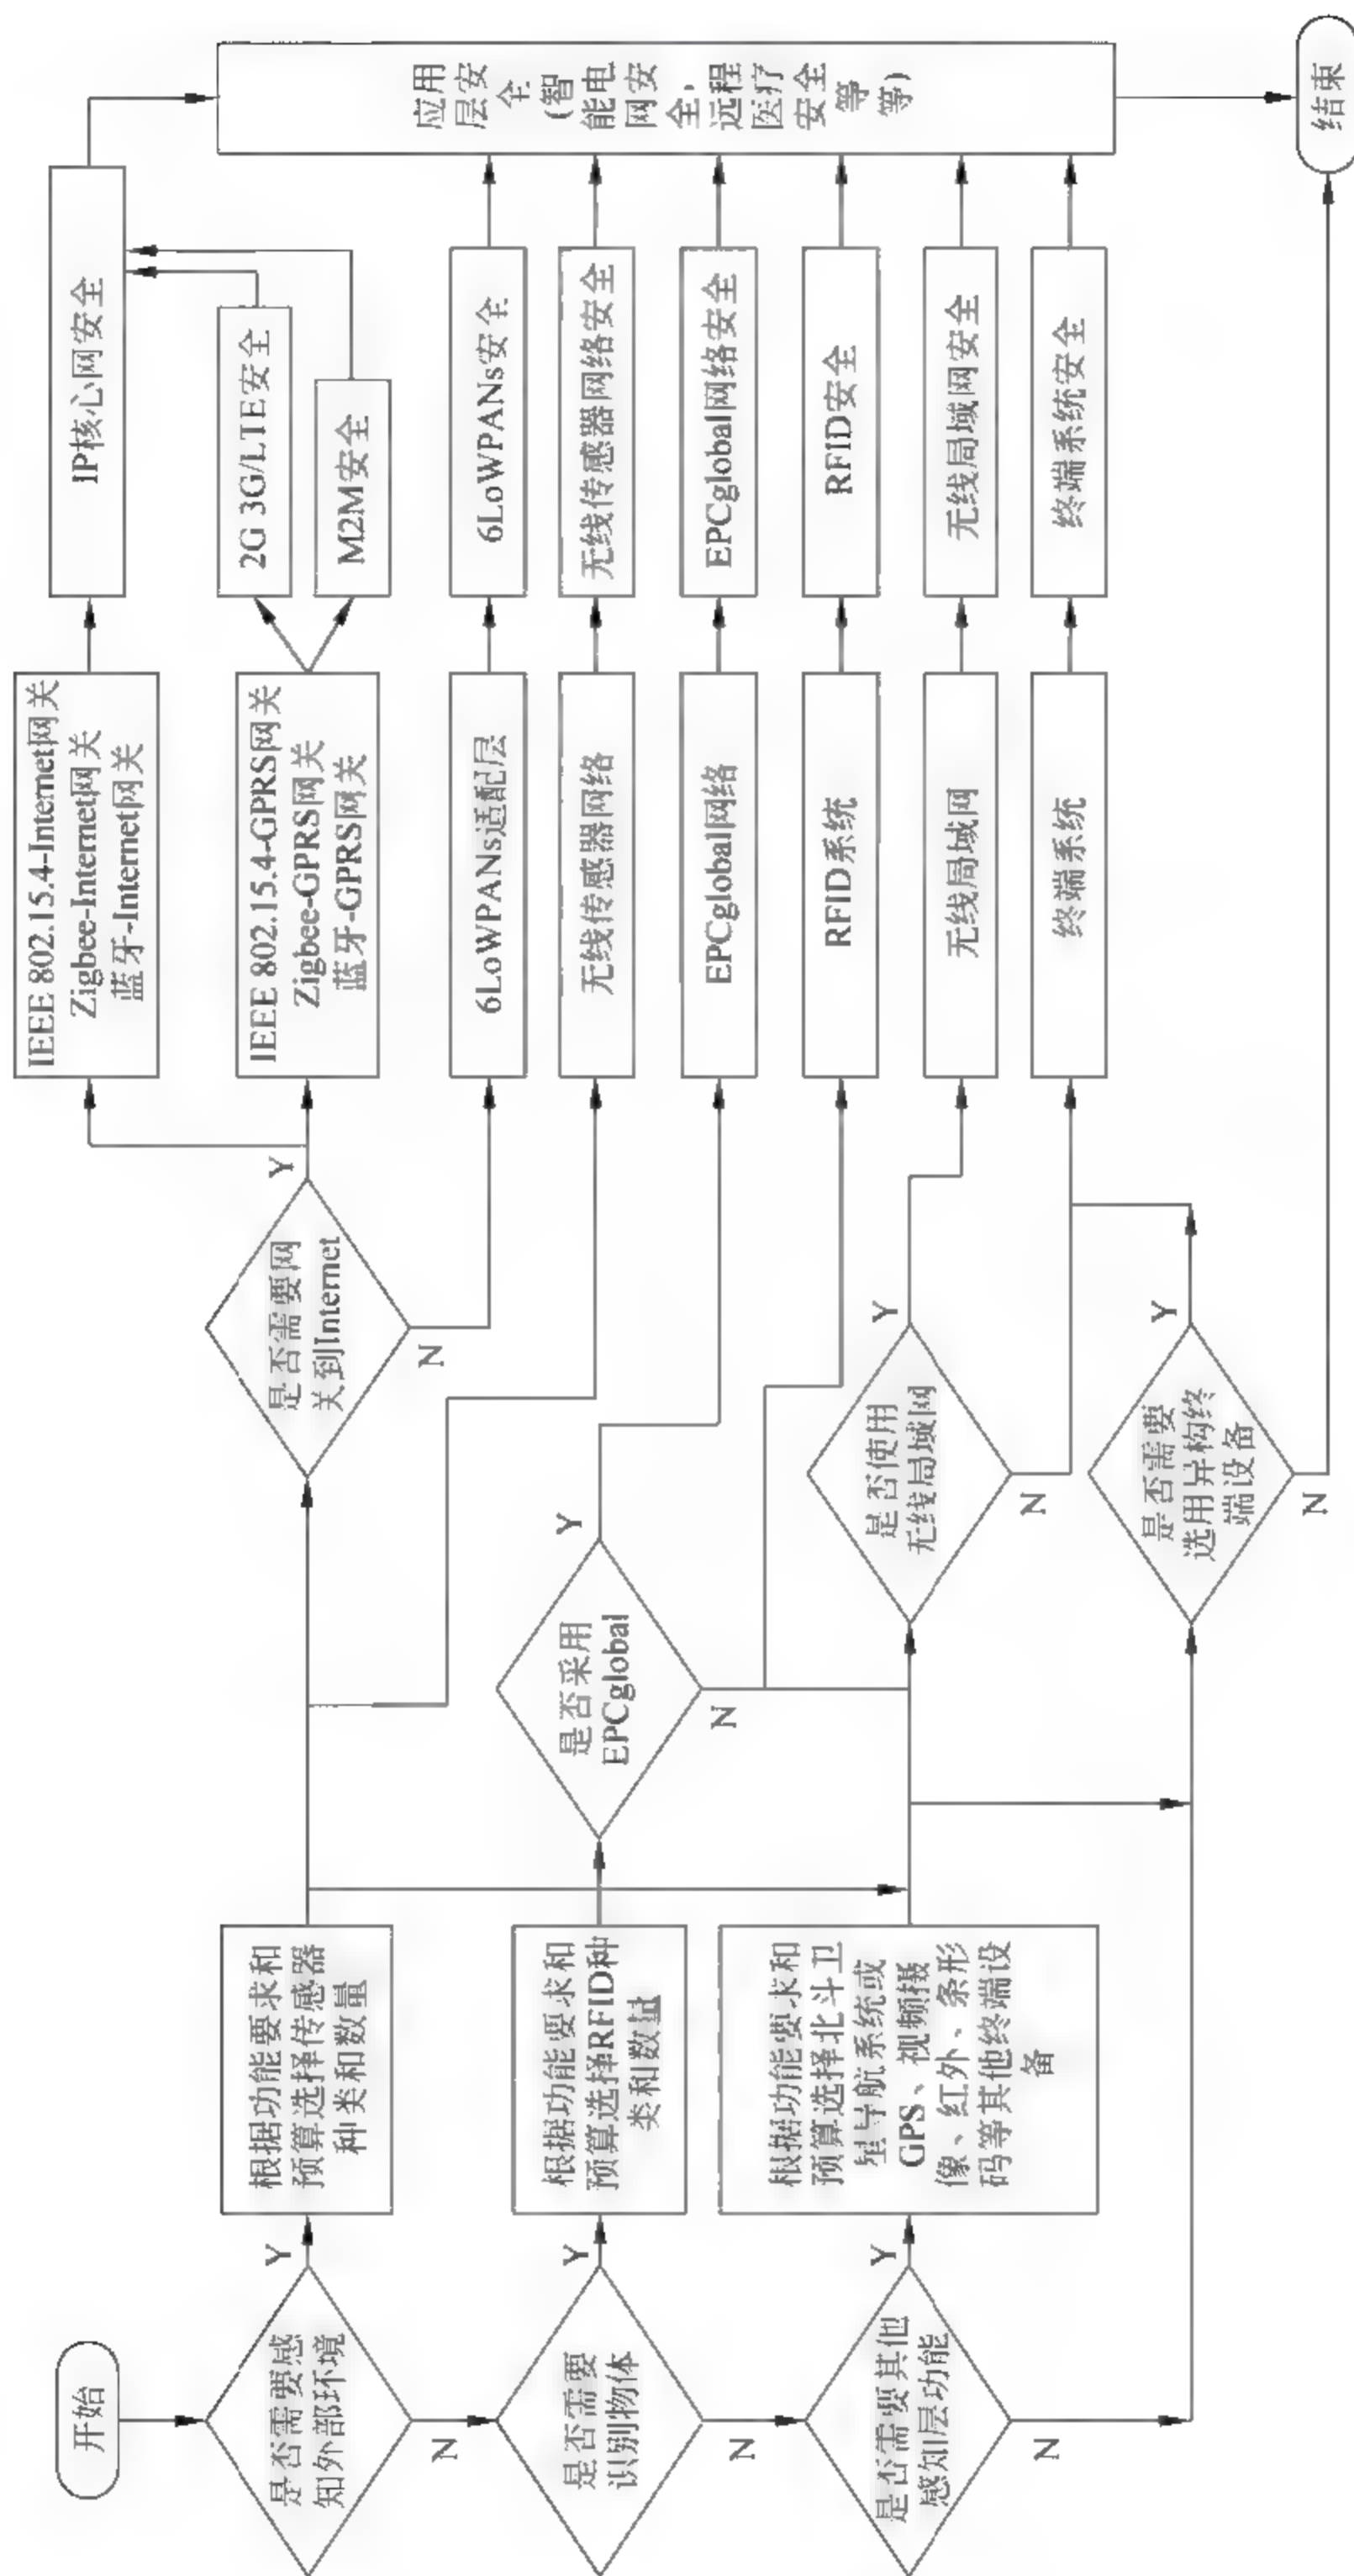 开始
是否需要感
知外部环境
Y
N
根据功能要求和
预算选择传感器
种类和数量
是否需要网
关到Internet
Y
N
IEEE 802.15.4-Internet网关
Zigbee-Internet网关
蓝牙-Internet网关
IP核心网安全
IEEE 802.15.4-GPRS网关
Zigbee-GPRS网关
蓝牙-GPRS网关
2G 3G/LTE安全
M2M安全
6LoWPANs适配层
6LoWPANs安全
无线传感器网络
无线传感器网络安全
是否需要
识别物体
Y
N
根据功能要求和
预算选择RFID种
类和数量
是否采用
EPCglobal
Y
N
EPCglobal网络
EPCglobal网络安全
RFID系统
RFID安全
是否需要其他
感知层功能
Y
N
根据功能要求和
预算选择北斗卫
星导航系统或
GPS、视频摄
像、红外、条形
码等其他终端设
备
是否使用
无线局域网
Y
N
无线局域网
无线局域网安全
终端系统
终端系统安全
是否需要
选用异构终
端设备
Y
N
应用
层安
全
(智
能电
网安
全,
远程
医疗
安全
等
等)
结束